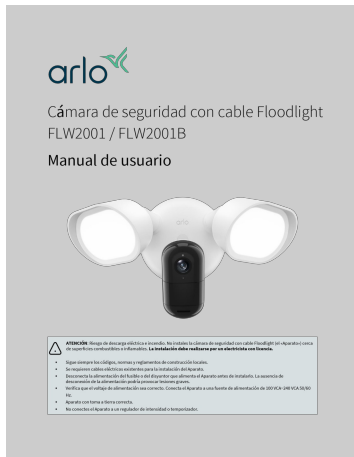 arlo
Cámara de seguridad con cable Floodlight
FLW2001 / FLW2001B
Manual de usuario
arlo
ATENCIÓN: Riesgo de descarga eléctrica e incendio. No instales la cámara de seguridad con cable Floodlight (el «Aparato») cerca
de superficies combustibles o inflamables. La instalación debe realizarse por un electricista con licencia.
• Sigue siempre los códigos, normas y reglamentos de construcción locales.
• Se requieren cables eléctricos existentes para la instalación del Aparato.
• Desconecta la alimentación del fusible o del disyuntor que alimenta el Aparato antes de instalarlo. La ausencia de
desconexión de la alimentación podría provocar lesiones graves.
• Verifica que el voltaje de alimentación sea correcto. Conecta el Aparato a una fuente de alimentación de 100 VCA~240 VCA 50/60
Hz.
• Aparato con toma a tierra correcta.
• No conectes el Aparato a un regulador de intensidad o temporizador.